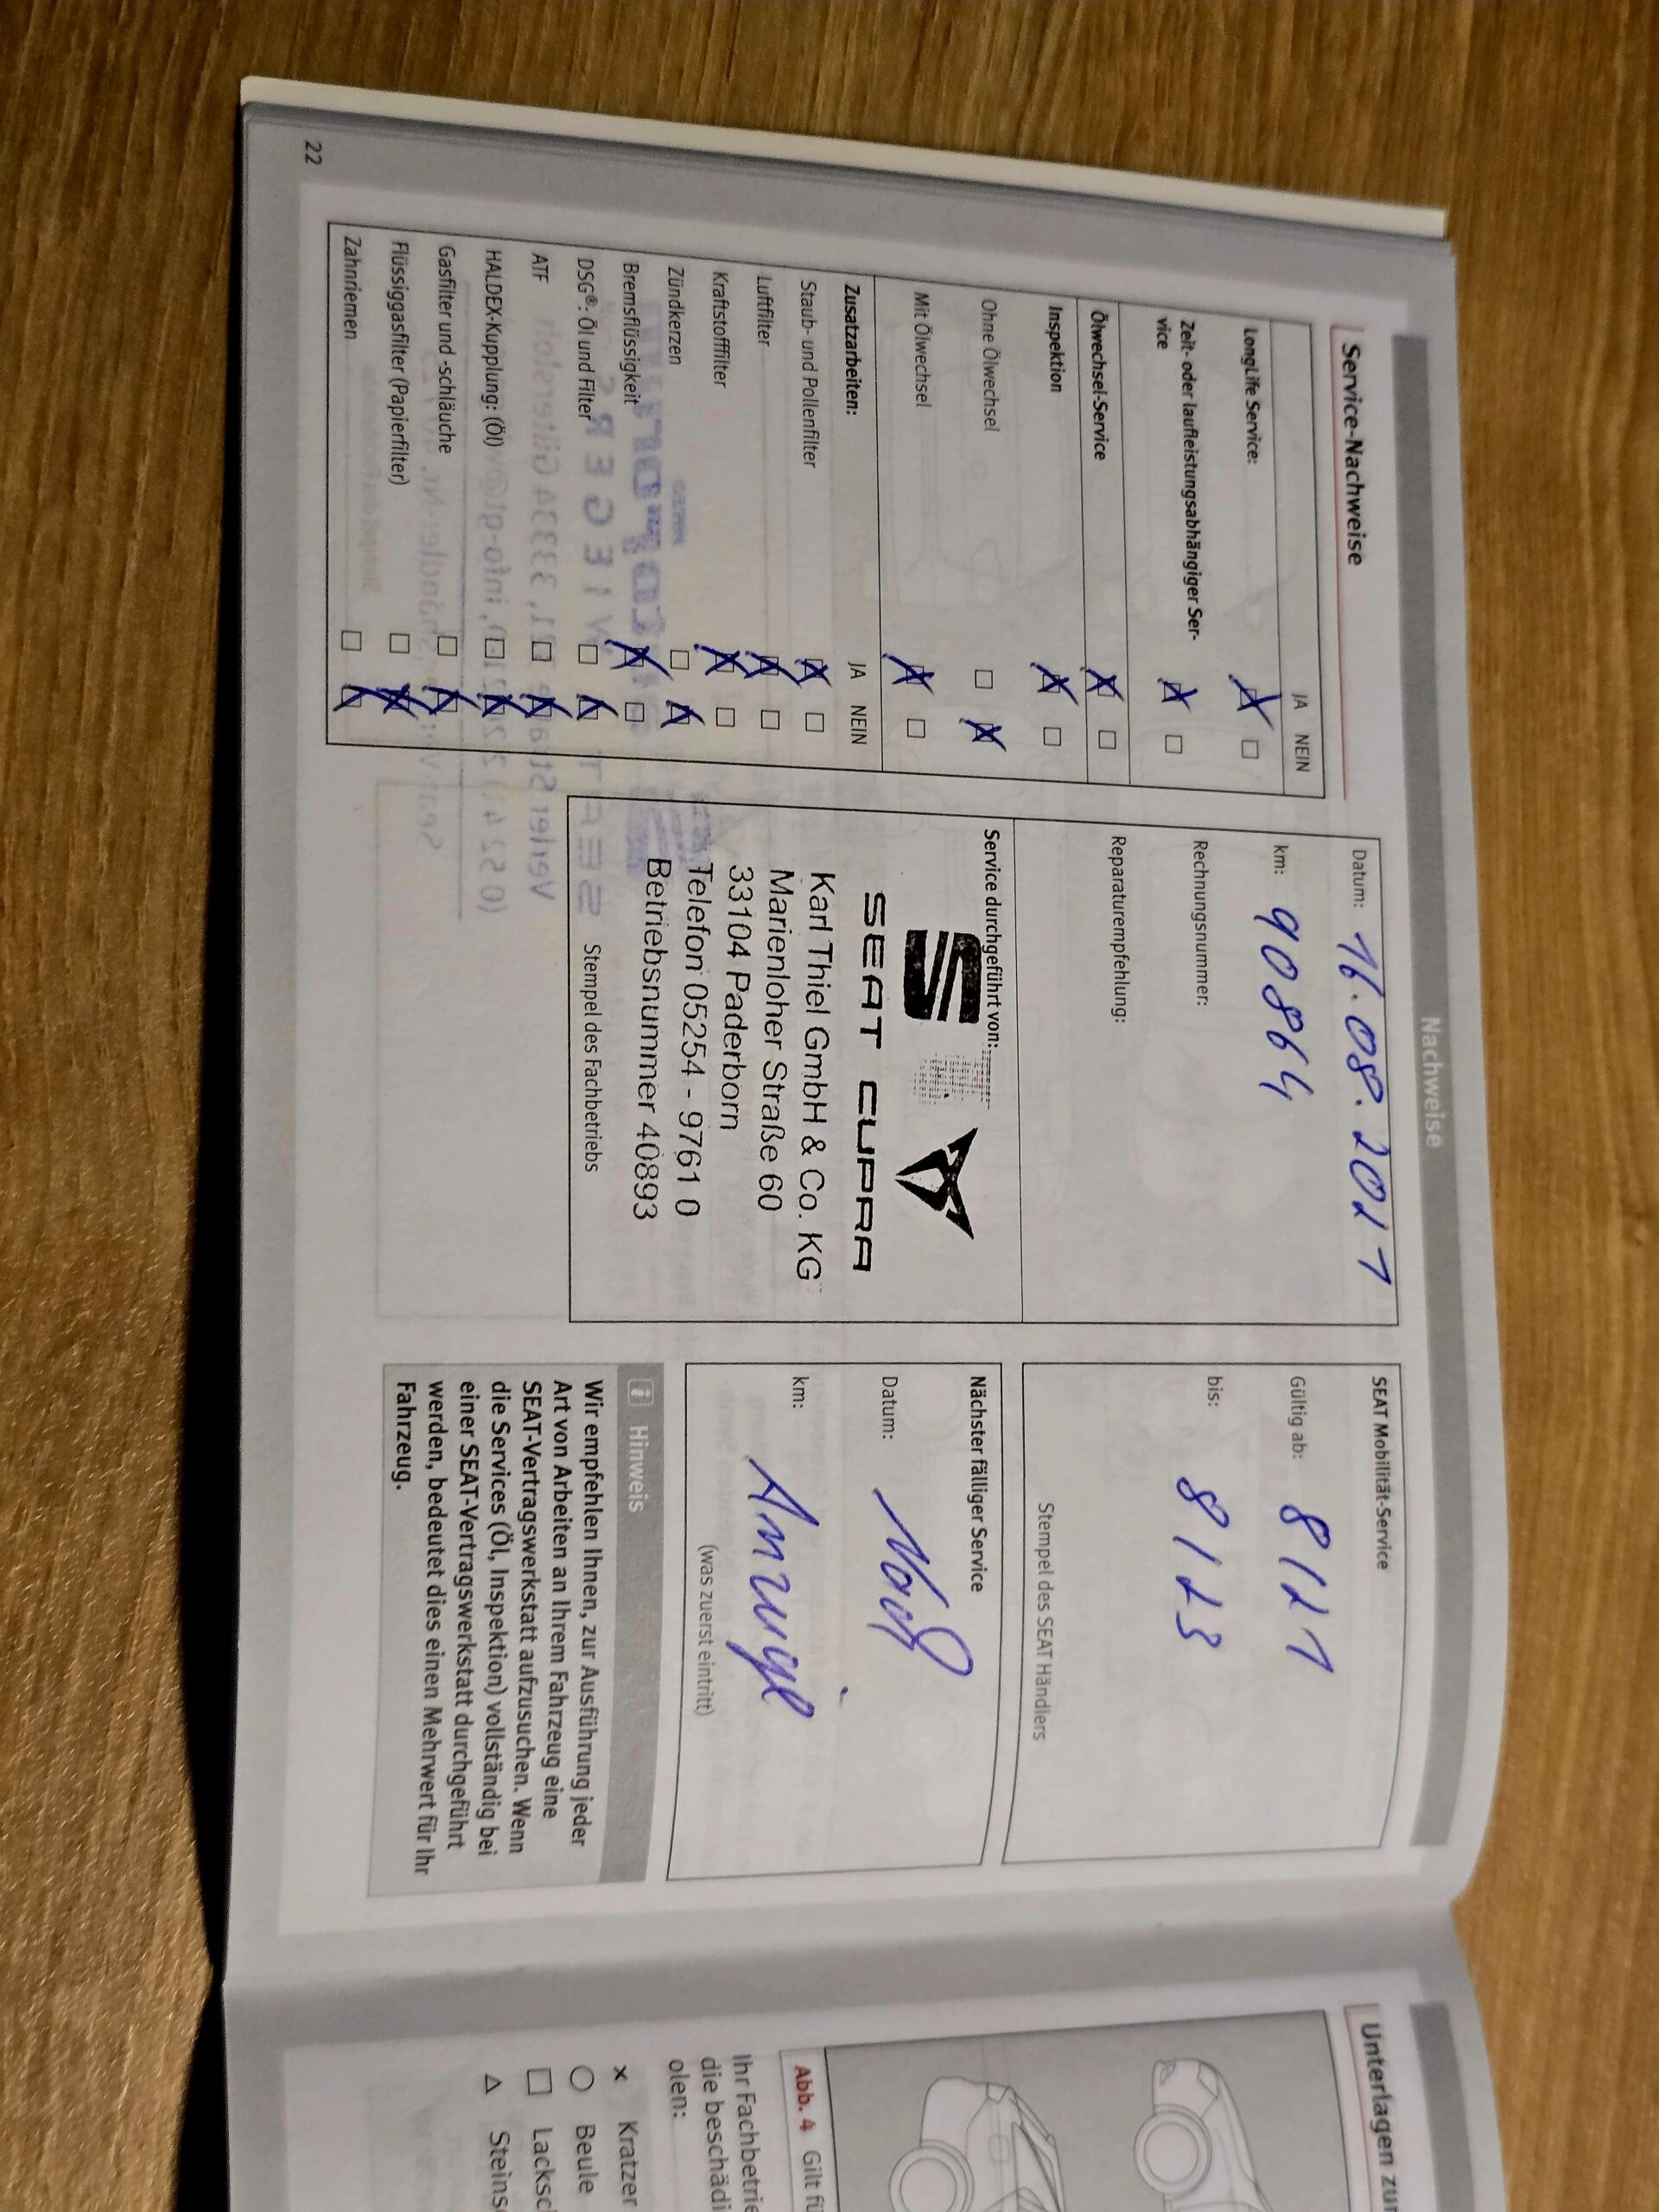 Nachweise
Service-Nachweise
JA NEIN
LongLife Service: X ☐
Zeit- oder laufleistungsabhängiger Ser-
vice X ☐
Ölwechsel-Service X ☐
Inspektion X ☐
Ohne Ölwechsel ☐ X
Mit Ölwechsel X ☐
Zusatzarbeiten: JA NEIN
Staub- und Pollenfilter X ☐
Luftfilter X ☐
Kraftstofffilter X ☐
Zündkerzen ☐ X
Bremsflüssigkeit X ☐
DSG®: Öl und Filter ☐ X
ATF ☐ X
HALDEX-Kupplung: (Öl) ☐ X
Gasfilter und -schläuche ☐ X
Flüssiggasfilter (Papierfilter) ☐ X
Zahnriemen ☐ X
22
Datum: 16.08.2021
km: 90864
Rechnungsnummer:
Reparaturempfehlung:
Service durchgeführt von:
SEAT CUPRA
Karl Thiel GmbH & Co. KG
Marienloher Straße 60
33104 Paderborn
Telefon 05254 - 9761 0
Betriebsnummer 40893
Stempel des Fachbetriebs
SEAT Mobilität-Service
Gültig ab: 8/21
bis: 8/23
Stempel des SEAT Händlers
Nächster fälliger Service
Datum: Nach
km: Anzeige
(was zuerst eintritt)
i Hinweis
Wir empfehlen Ihnen, zur Ausführung jeder
Art von Arbeiten an Ihrem Fahrzeug eine
SEAT-Vertragswerkstatt aufzusuchen. Wenn
die Services (Öl, Inspektion) vollständig bei
einer SEAT-Vertragswerkstatt durchgeführt
werden, bedeutet dies einen Mehrwert für Ihr
Fahrzeug.
Unterlagen zur
Abb. 4 Gilt fü
Ihr Fachbetrie
die beschädi
olen:
× Kratzer
○ Beule
□ Lacksc
△ Steins